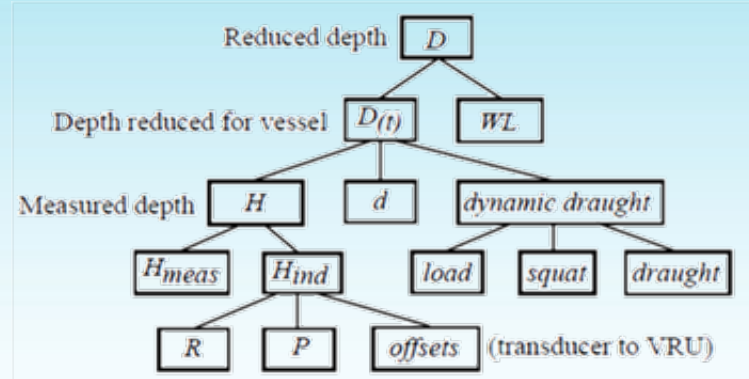 Reduced depth D
Depth reduced for vessel D(t) WL
Measured depth H d dynamic draught
Hmeas Hind load squat draught
R P offsets (transducer to VRU)